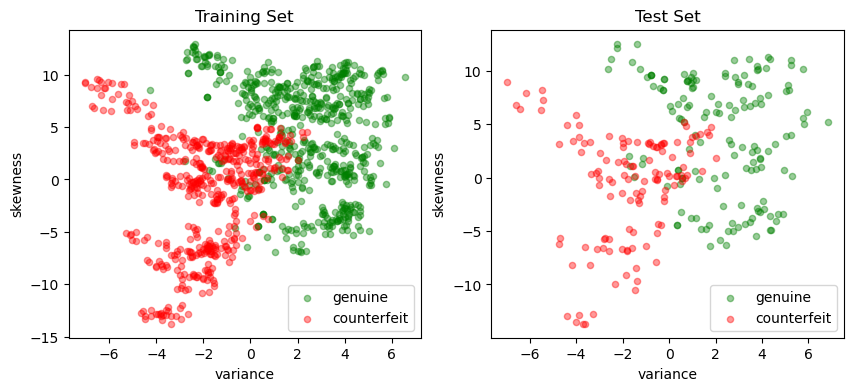 Training Set
Test Set
10
5
0
−5
−10
−15
skewness
−6
−4
−2
0
2
4
6
variance
genuine
counterfeit
10
5
0
−5
−10
skewness
−6
−4
−2
0
2
4
6
variance
genuine
counterfeit